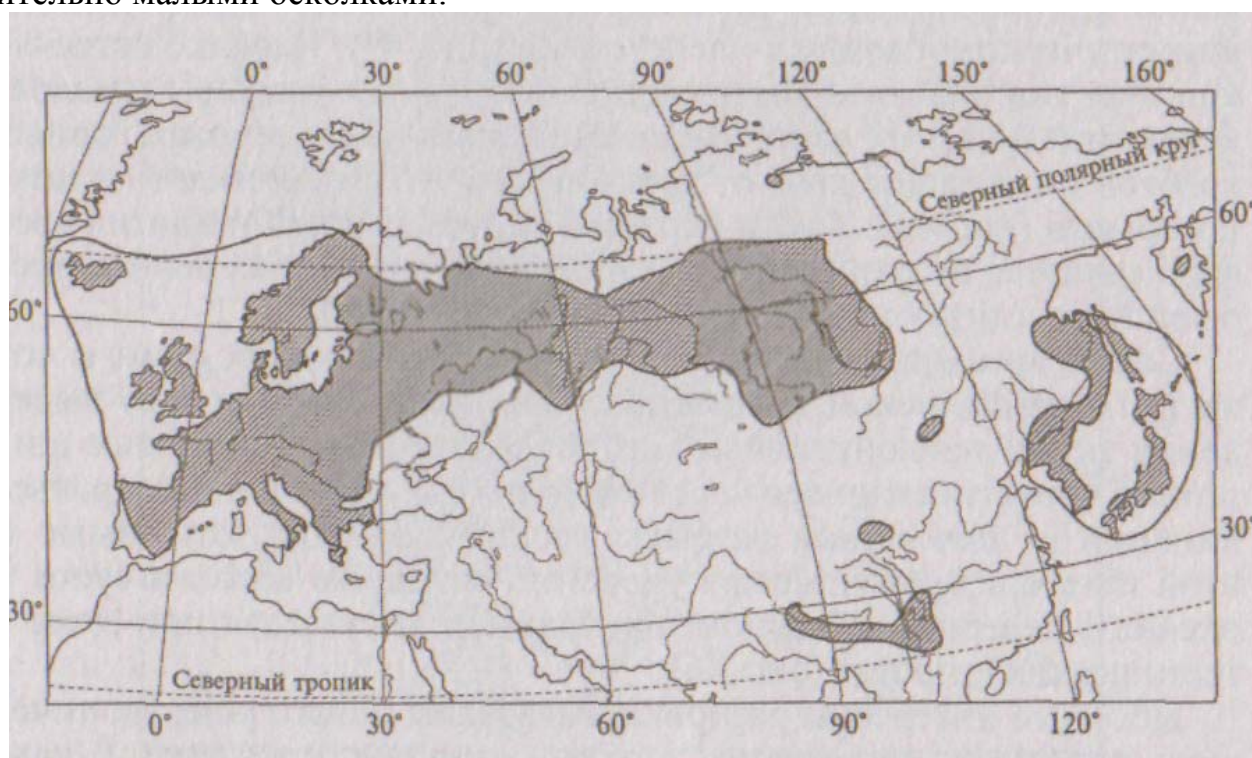 ительно малыми осколками.
0° 30° 60° 90° 120° 150° 160°
Северный полярный круг
60°
60°
30°
30°
Северный тропик
0° 30° 60° 90° 120°